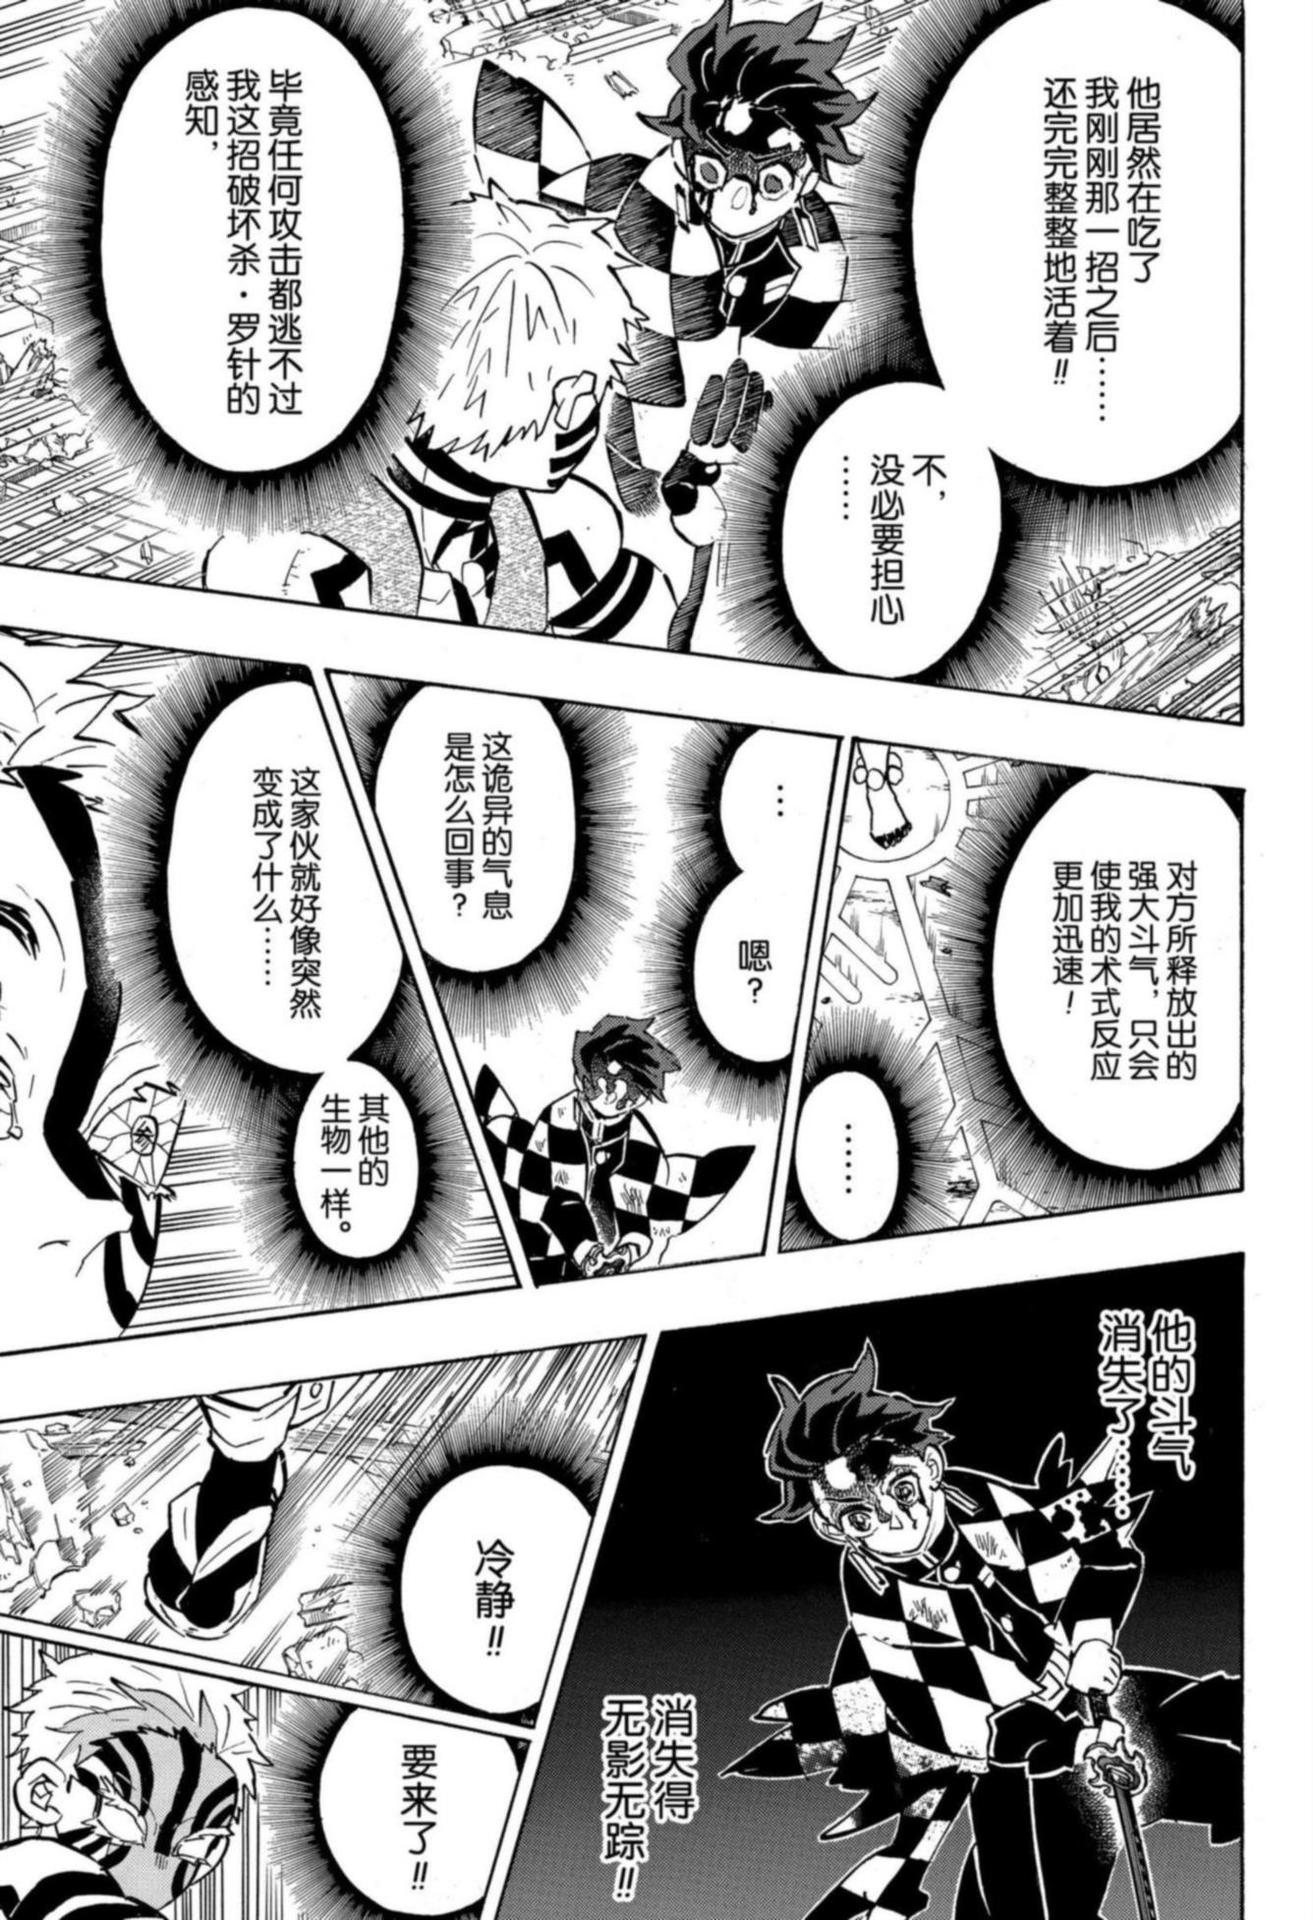 他居然在吃了
我刚刚那一招之后……
还完完整整地活着!!
不，
没必要担心
……
毕竟任何攻击都逃不过
我这招破坏杀·罗针的
感知，
对方所释放出的
强大斗气，只会
使我的术式反应
更加迅速！
……
…
嗯？
这诡异的气息
是怎么回事？
这家伙就好像突然
变成了什么……
其他的
生物一样。
他的斗气
消失了……
消失得
无影无踪!!
冷静!!
要来了!!